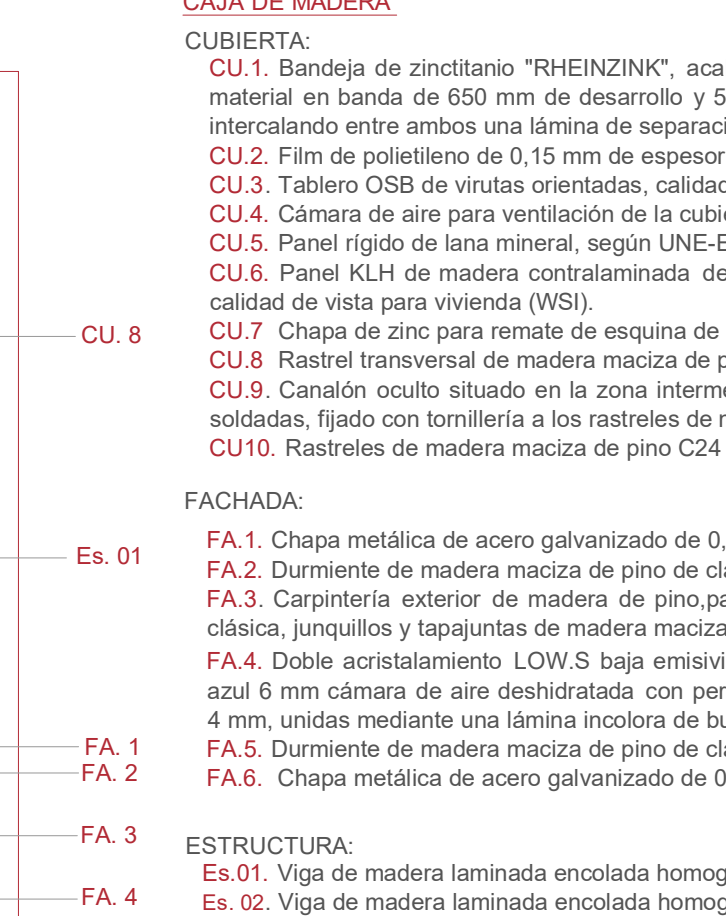 CAJA DE MADERA
CUBIERTA:
CU.1. Bandeja de zinctitanio "RHEINZINK", aca
material en banda de 650 mm de desarrollo y 5
intercalando entre ambos una lámina de separaci
CU.2. Film de polietileno de 0,15 mm de espesor
CU.3. Tablero OSB de virutas orientadas, calidad
CU.4. Cámara de aire para ventilación de la cubie
CU.5. Panel rígido de lana mineral, según UNE-E
CU.6. Panel KLH de madera contralaminada de
calidad de vista para vivienda (WSI).
CU.7 Chapa de zinc para remate de esquina de
CU.8 Rastrel transversal de madera maciza de p
CU.9. Canalón oculto situado en la zona interme
soldadas, fijado con tornillería a los rastreles de
CU10. Rastreles de madera maciza de pino C24
FACHADA:
FA.1. Chapa metálica de acero galvanizado de 0,
FA.2. Durmiente de madera maciza de pino de cla
FA.3. Carpintería exterior de madera de pino,pa
clásica, junquillos y tapajuntas de madera maciza
FA.4. Doble acristalamiento LOW.S baja emisivi
azul 6 mm cámara de aire deshidratada con per
4 mm, unidas mediante una lámina incolora de bu
FA.5. Durmiente de madera maciza de pino de cla
FA.6. Chapa metálica de acero galvanizado de 0
ESTRUCTURA:
Es.01. Viga de madera laminada encolada homog
Es. 02. Viga de madera laminada encolada homog
CU. 8
Es. 01
FA. 1
FA. 2
FA. 3
FA. 4